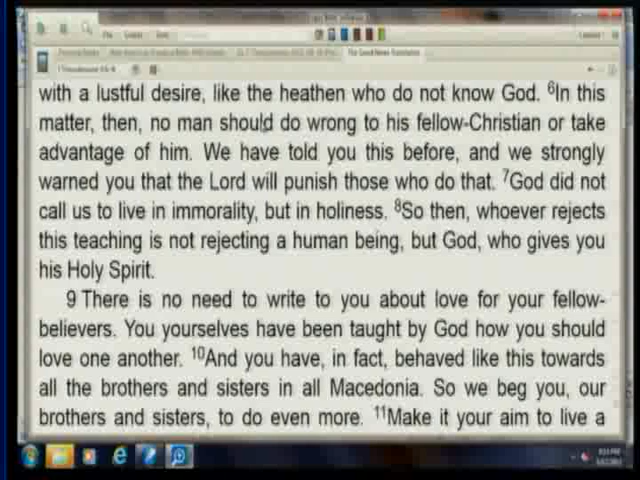 The Good News Translation
with a lustful desire, like the heathen who do not know God. 6In this
matter, then, no man should do wrong to his fellow-Christian or take
advantage of him. We have told you this before, and we strongly
warned you that the Lord will punish those who do that. 7God did not
call us to live in immorality, but in holiness. 8So then, whoever rejects
this teaching is not rejecting a human being, but God, who gives you
his Holy Spirit.
9 There is no need to write to you about love for your fellow-
believers. You yourselves have been taught by God how you should
love one another. 10And you have, in fact, behaved like this towards
all the brothers and sisters in all Macedonia. So we beg you, our
brothers and sisters, to do even more. 11Make it your aim to live a